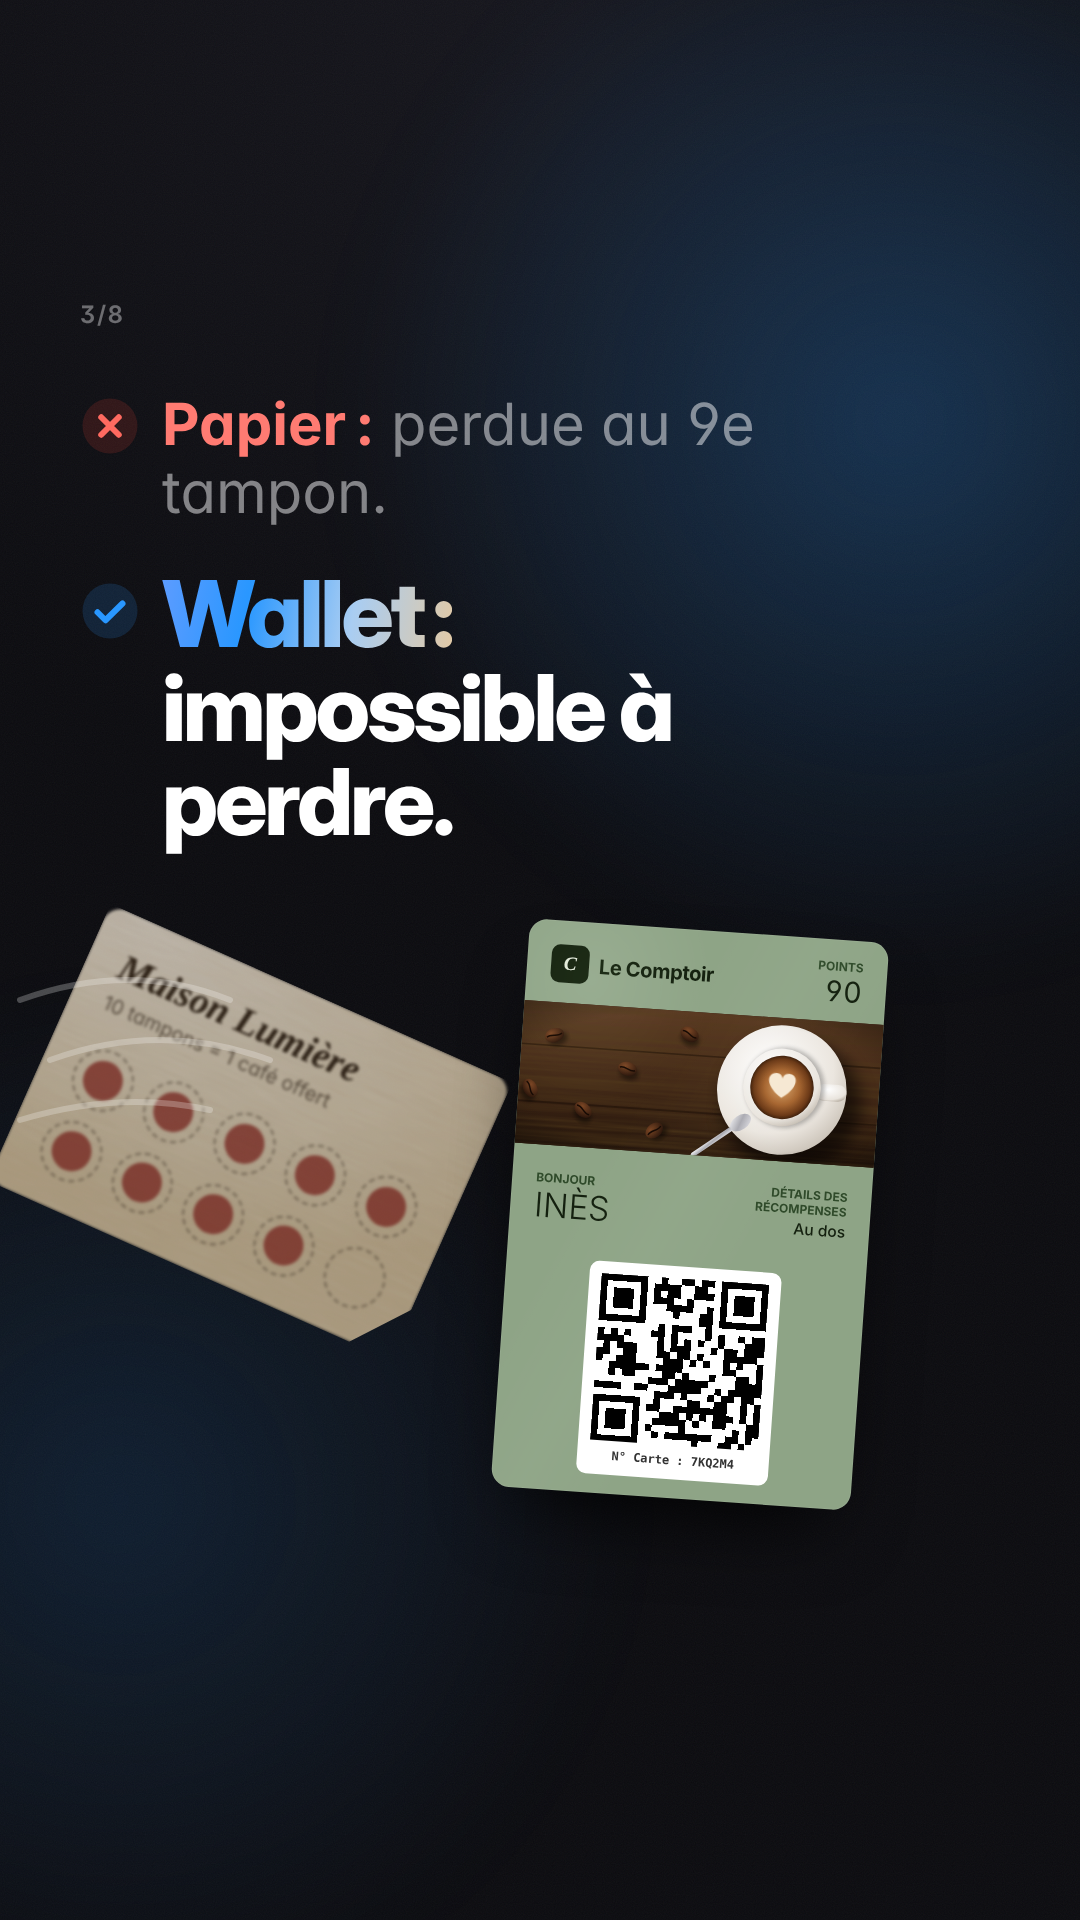 3/8
Papier : perdue au 9e
tampon.
Wallet :
impossible à
perdre.
Maison Lumière
10 tampons = 1 café offert
C
Le Comptoir
POINTS
90
BONJOUR
INÈS
DÉTAILS DES
RÉCOMPENSES
Au dos
N° Carte : 7KQ2M4